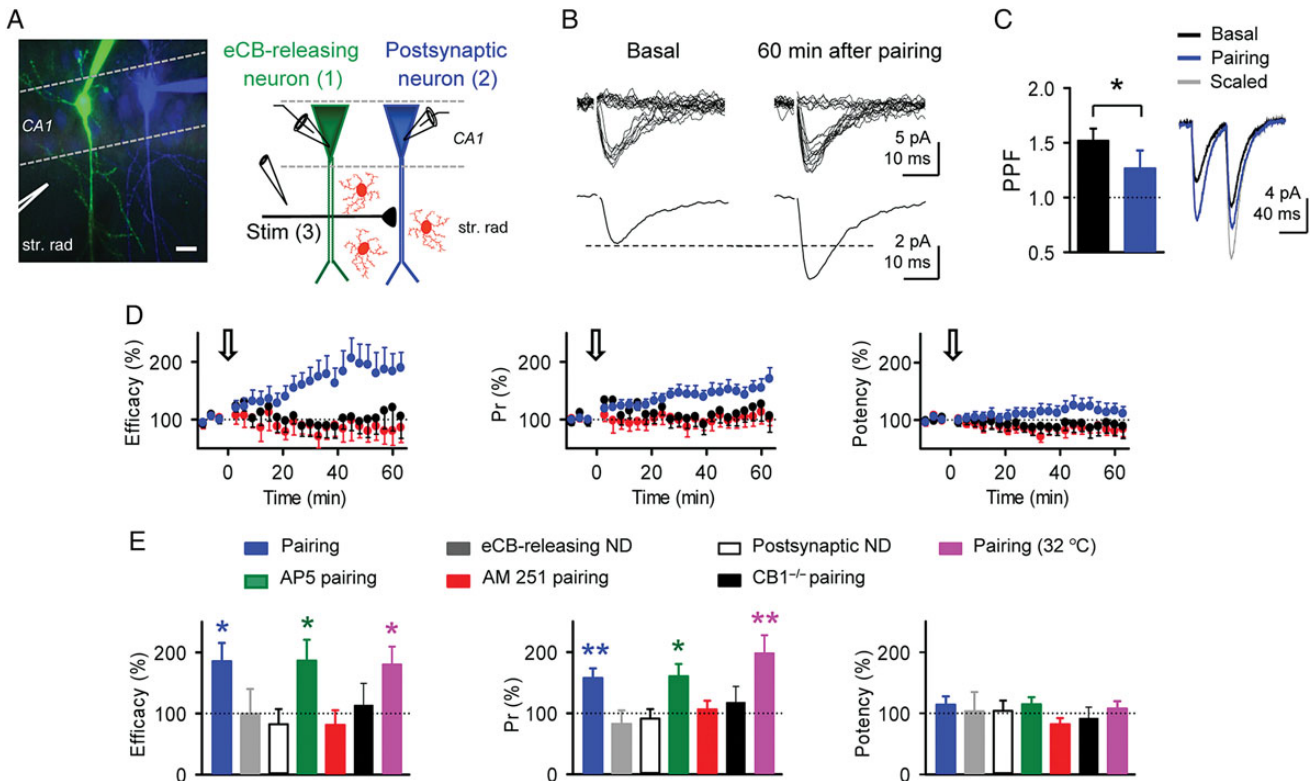 A
eCB-releasing
neuron (1)
Postsynaptic
neuron (2)
CA1
str. rad
CA1
Stim (3)
str. rad
B
Basal
60 min after pairing
5 pA
10 ms
2 pA
10 ms
C
Basal
Pairing
Scaled
*
2.0
1.5
1.0
0.5
PPF
4 pA
40 ms
D
Efficacy (%)
200
100
0
20
40
60
Time (min)
Pr (%)
200
100
0
20
40
60
Time (min)
Potency (%)
200
100
0
20
40
60
Time (min)
E
Pairing
eCB-releasing ND
Postsynaptic ND
Pairing (32 °C)
AP5 pairing
AM 251 pairing
CB1−/− pairing
Efficacy (%)
200
100
0
* * *
Pr (%)
200
100
0
** * **
Potency (%)
200
100
0